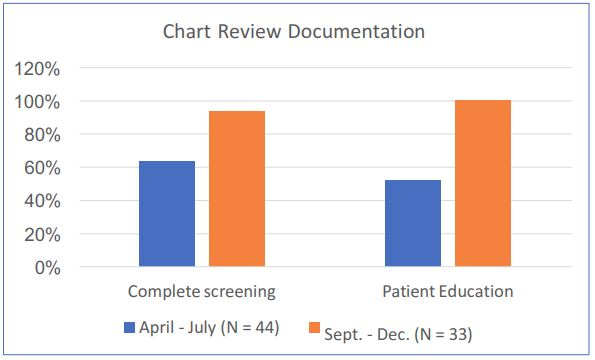 Chart Review Documentation
120%
100%
80%
60%
40%
20%
0%
Complete screening Patient Education
April - July (N = 44) Sept. - Dec. (N = 33)